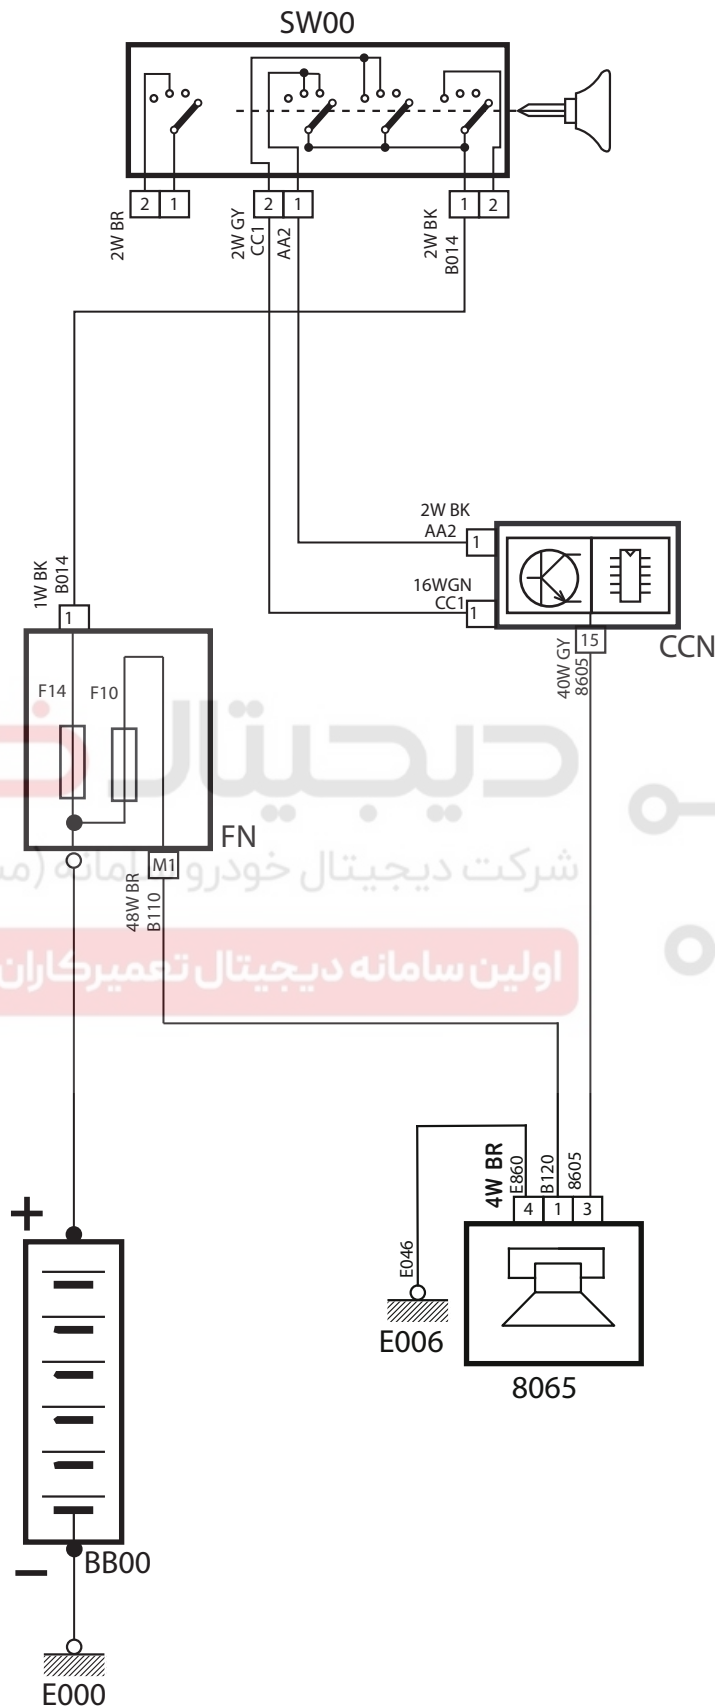 SW00
2 1
2 1
1 2
2W BR
2W GY
CC1
AA2
2W BK
B014
2W BK
AA2
1
16WGN
CC1
1
1W BK
B014
1
15
CCN
40W GY
8605
F14
F10
دیجیتال خ
FN
M1
شرکت دیجیتال خودرو سامانه (مس
48W BR
B110
اولین سامانه دیجیتال تعمیرکاران
4W BR
E860
B120
8605
4 1 3
+
E046
E006
8065
BB00
−
E000